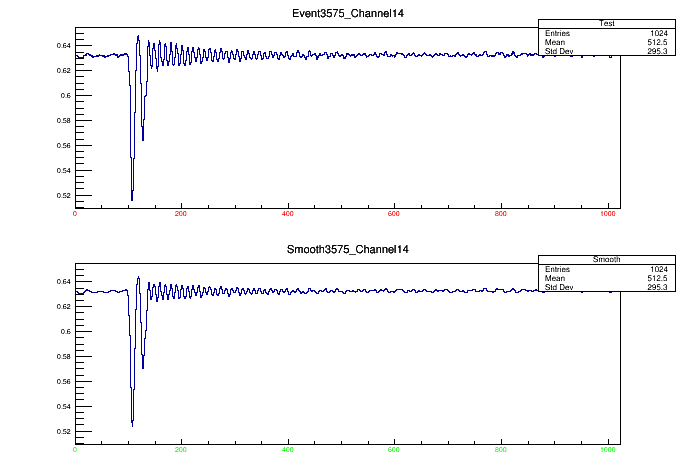 Event3575_Channel14
Test
Entries 1024
Mean 512.5
Std Dev 295.3
0.64
0.62
0.6
0.58
0.56
0.54
0.52
0 200 400 600 800 1000
Smooth3575_Channel14
Smooth
Entries 1024
Mean 512.5
Std Dev 295.3
0.64
0.62
0.6
0.58
0.56
0.54
0.52
0 200 400 600 800 1000